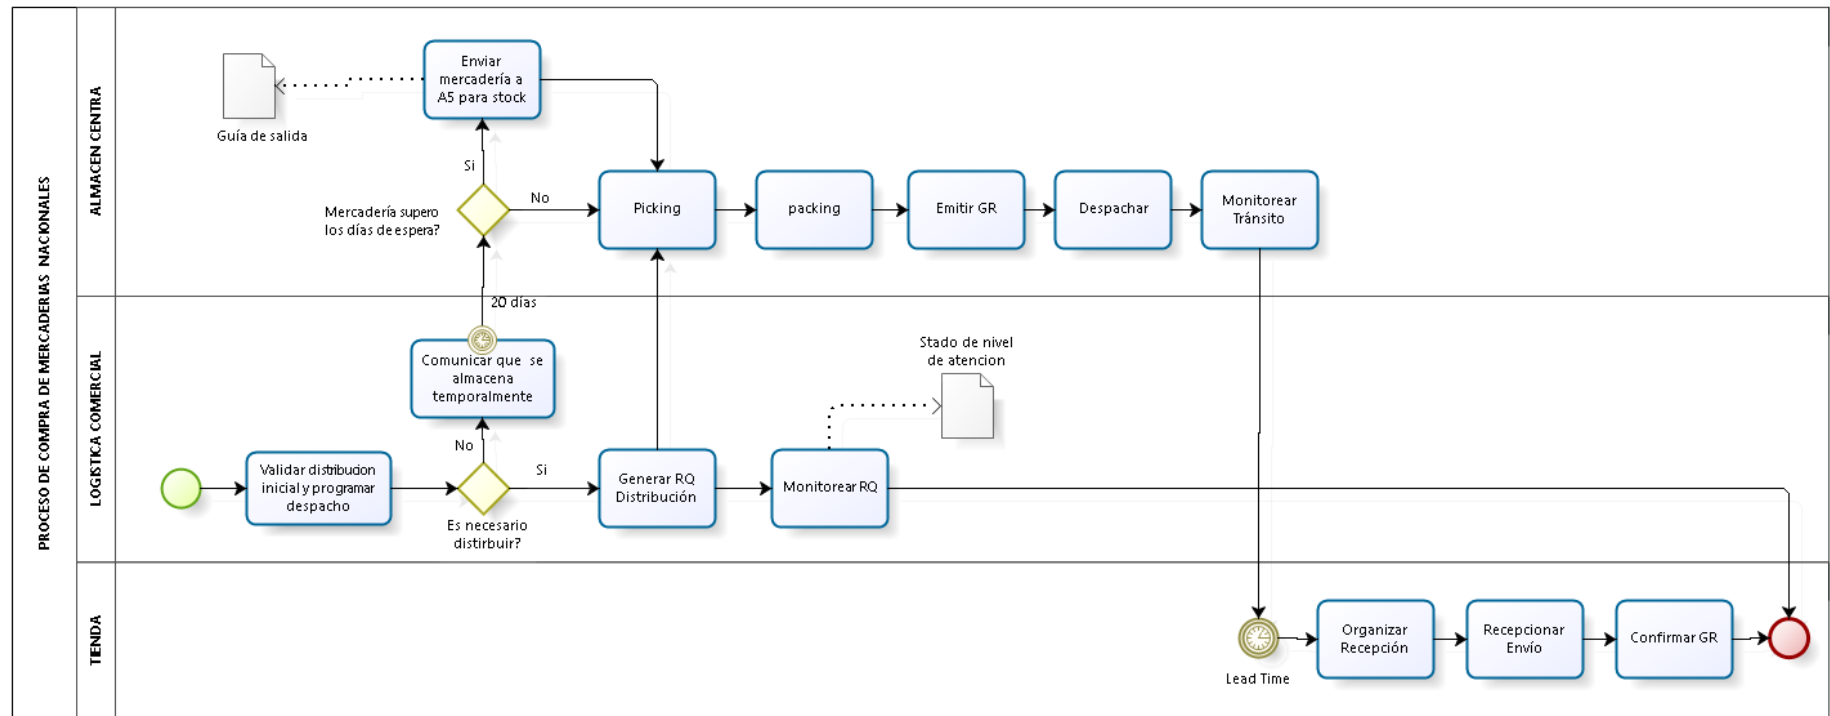 PROCESO DE COMPRA DE MERCADERIAS NACIONALES
ALMACEN CENTRA
Enviar
mercadería a
A5 para stock
Guía de salida
Si
Mercadería supero
los días de espera?
No
Picking
packing
Emitir GR
Despachar
Monitorear
Tránsito
LOGISTICA COMERCIAL
20 días
Comunicar que se
almacena
temporalmente
Stado de nivel
de atencion
No
Validar distribucion
inicial y programar
despacho
Si
Es necesario
distirbuir?
Generar RQ
Distribución
Monitorear RQ
TIENDA
Lead Time
Organizar
Recepción
Recepcionar
Envío
Confirmar GR